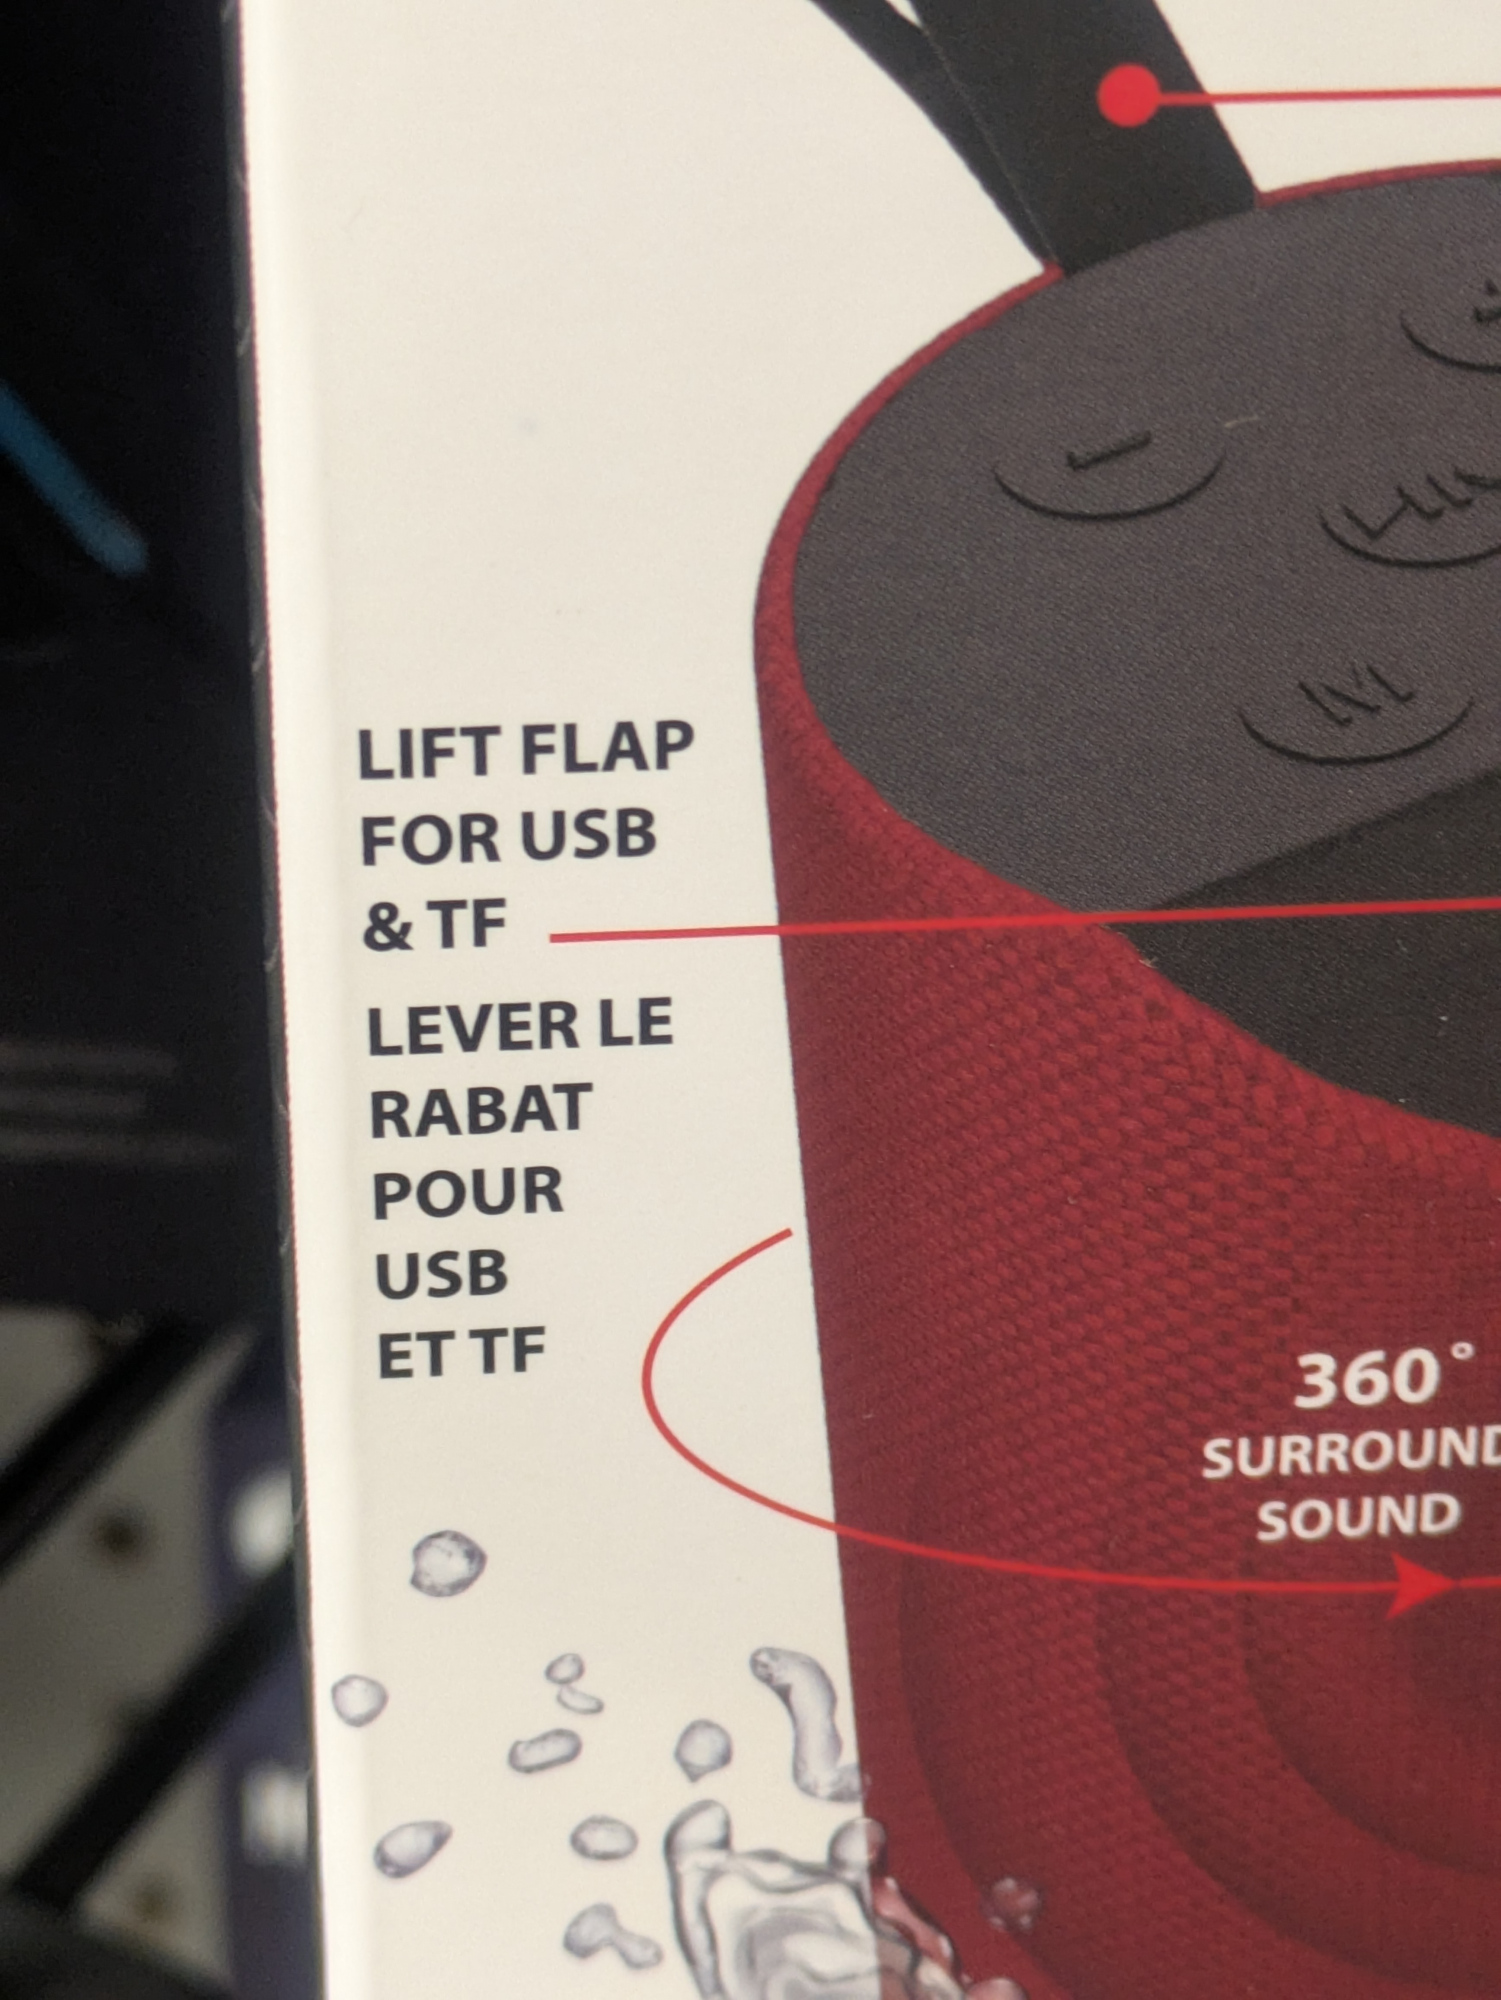 LIFT FLAP
FOR USB
& TF
LEVER LE
RABAT
POUR
USB
ET TF
360°
SURROUND
SOUND